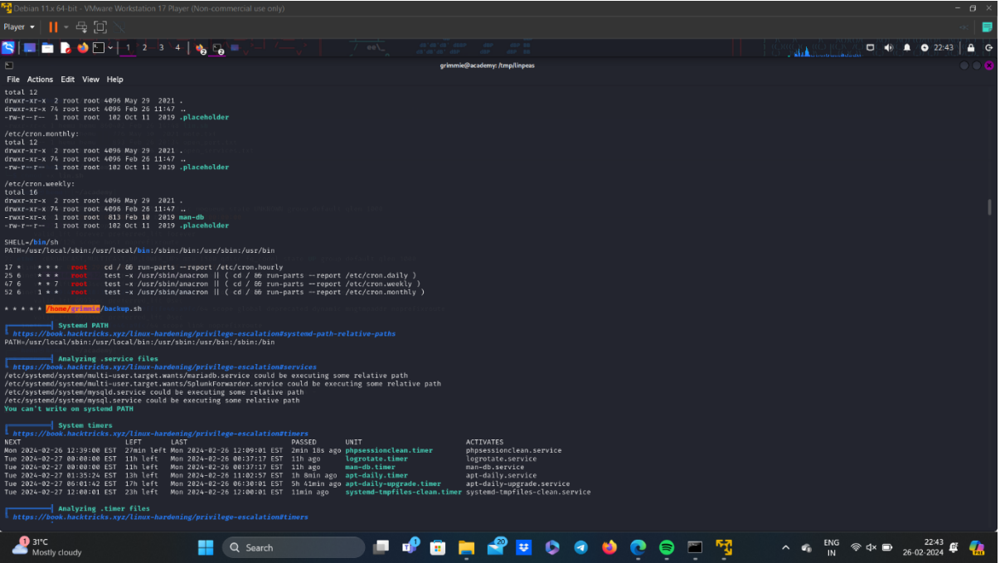 Debian 11.x 64-bit - VMware Workstation 17 Player (Non-commercial use only)
Player
1 2 3 4
22:43
grimmie@academy: /tmp/linpeas
File Actions Edit View Help
total 12
drwxr-xr-x 2 root root 4096 May 29 2021 .
drwxr-xr-x 74 root root 4096 Feb 26 11:47 ..
-rw-r--r-- 1 root root 102 Oct 11 2019 .placeholder
/etc/cron.monthly:
total 12
drwxr-xr-x 2 root root 4096 May 29 2021 .
drwxr-xr-x 74 root root 4096 Feb 26 11:47 ..
-rw-r--r-- 1 root root 102 Oct 11 2019 .placeholder
/etc/cron.weekly:
total 16
drwxr-xr-x 2 root root 4096 May 29 2021 .
drwxr-xr-x 74 root root 4096 Feb 26 11:47 ..
-rwxr-xr-x 1 root root 813 Feb 10 2019 man-db
-rw-r--r-- 1 root root 102 Oct 11 2019 .placeholder
SHELL=/bin/sh
PATH=/usr/local/sbin:/usr/local/bin:/sbin:/bin:/usr/sbin:/usr/bin
17 * * * * root cd / && run-parts --report /etc/cron.hourly
25 6 * * * root test -x /usr/sbin/anacron || ( cd / && run-parts --report /etc/cron.daily )
47 6 * * 7 root test -x /usr/sbin/anacron || ( cd / && run-parts --report /etc/cron.weekly )
52 6 1 * * root test -x /usr/sbin/anacron || ( cd / && run-parts --report /etc/cron.monthly )
* * * * * /home/grimmie/backup.sh
Systemd PATH
https://book.hacktricks.xyz/linux-hardening/privilege-escalation#systemd-path-relative-paths
PATH=/usr/local/sbin:/usr/local/bin:/usr/sbin:/usr/bin:/sbin:/bin
Analyzing .service files
https://book.hacktricks.xyz/linux-hardening/privilege-escalation#services
/etc/systemd/system/multi-user.target.wants/mariadb.service could be executing some relative path
/etc/systemd/system/multi-user.target.wants/SplunkForwarder.service could be executing some relative path
/etc/systemd/system/mysqld.service could be executing some relative path
/etc/systemd/system/mysql.service could be executing some relative path
You can't write on systemd PATH
System timers
https://book.hacktricks.xyz/linux-hardening/privilege-escalation#timers
NEXT LEFT LAST PASSED UNIT ACTIVATES
Mon 2024-02-26 12:39:00 EST 27min left Mon 2024-02-26 12:09:01 EST 2min 18s ago phpsessionclean.timer phpsessionclean.service
Tue 2024-02-27 00:00:00 EST 11h left Mon 2024-02-26 00:37:17 EST 11h ago logrotate.timer logrotate.service
Tue 2024-02-27 00:00:00 EST 11h left Mon 2024-02-26 00:37:17 EST 11h ago man-db.timer man-db.service
Tue 2024-02-27 01:35:24 EST 13h left Mon 2024-02-26 11:02:57 EST 1h 8min ago apt-daily.timer apt-daily.service
Tue 2024-02-27 06:01:42 EST 17h left Mon 2024-02-26 06:30:01 EST 5h 41min ago apt-daily-upgrade.timer apt-daily-upgrade.service
Tue 2024-02-27 12:00:01 EST 23h left Mon 2024-02-26 12:00:01 EST 11min ago systemd-tmpfiles-clean.timer systemd-tmpfiles-clean.service
Analyzing .timer files
https://book.hacktricks.xyz/linux-hardening/privilege-escalation#timers
1
31°C
Mostly cloudy
Search
1
20
ENG
IN
22:43
26-02-2024
PRE